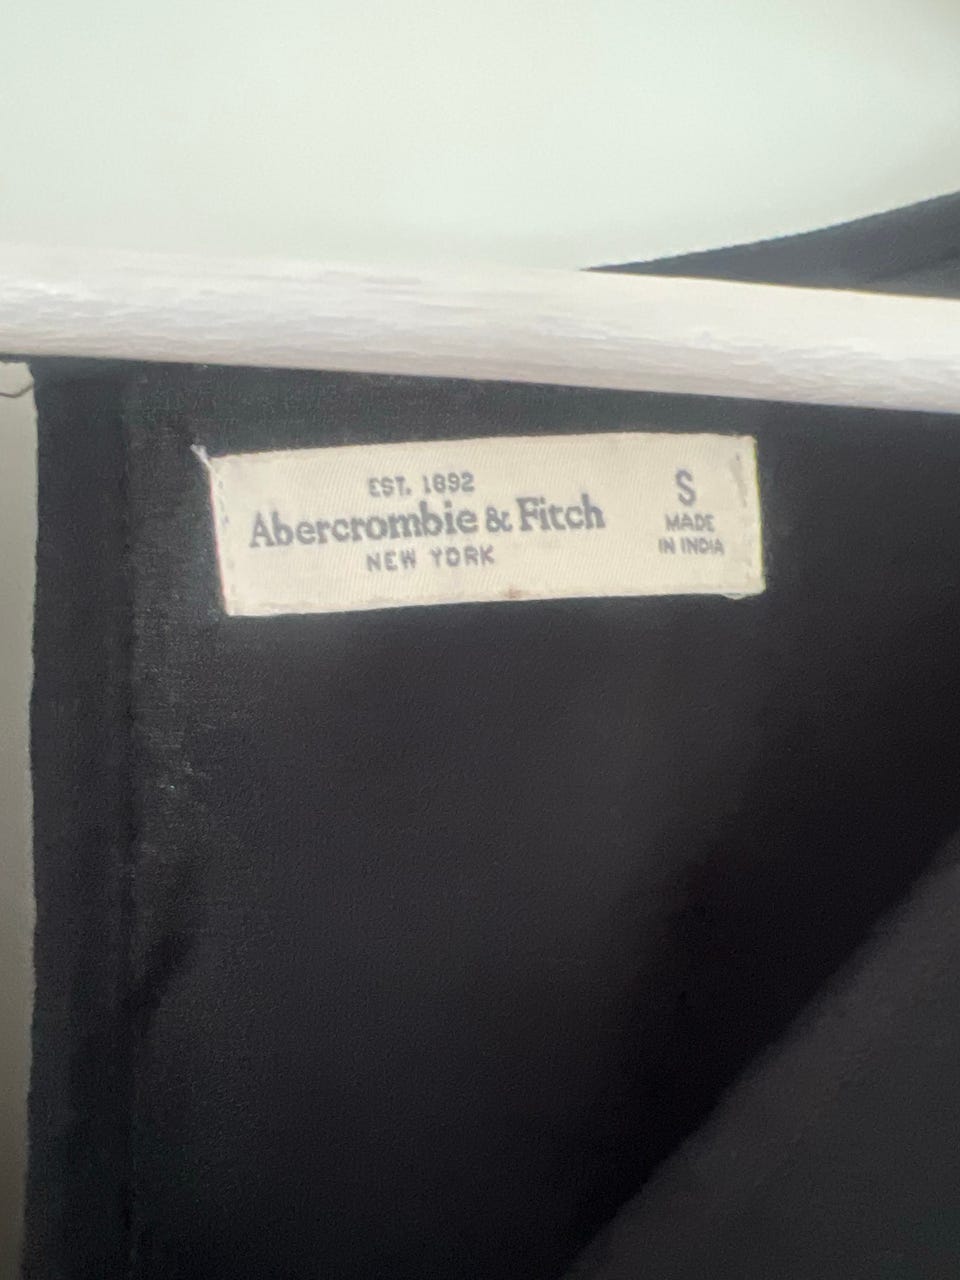 EST. 1892
Abercrombie & Fitch
NEW YORK
S
MADE
IN INDIA